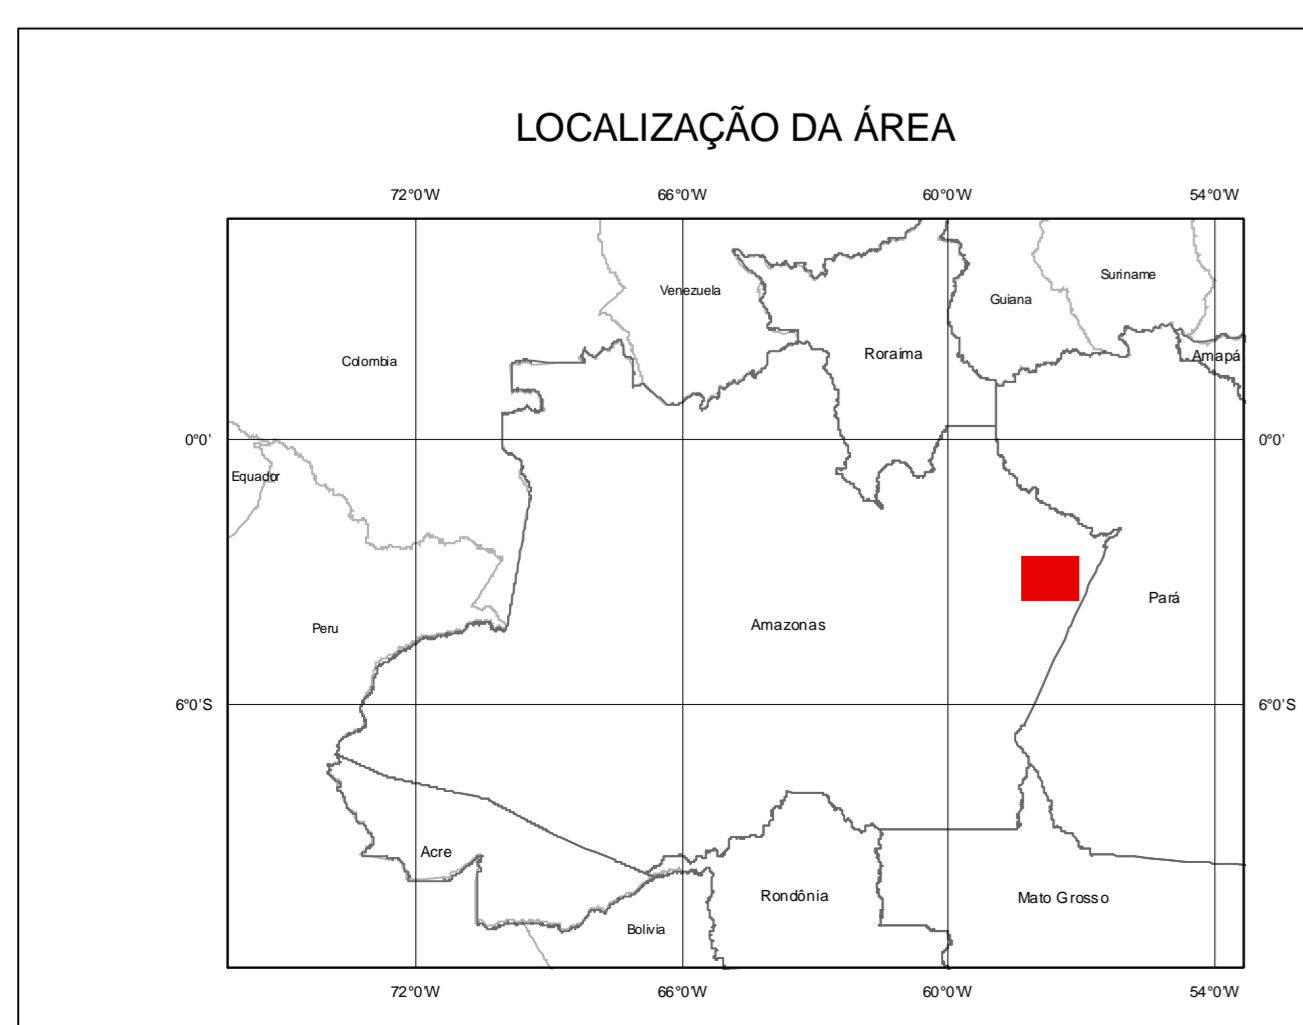 LOCALIZAÇÃO DA ÁREA
72°0'W 66°0'W 60°0'W 54°0'W
Suriname
Venezuela
Guiana
Roraima
Amapá
Colombia
0°0' 0°0'
Equador
Pará
Amazonas
Peru
6°0'S 6°0'S
Acre
Rondônia
Mato Grosso
Bolivia
72°0'W 66°0'W 60°0'W 54°0'W